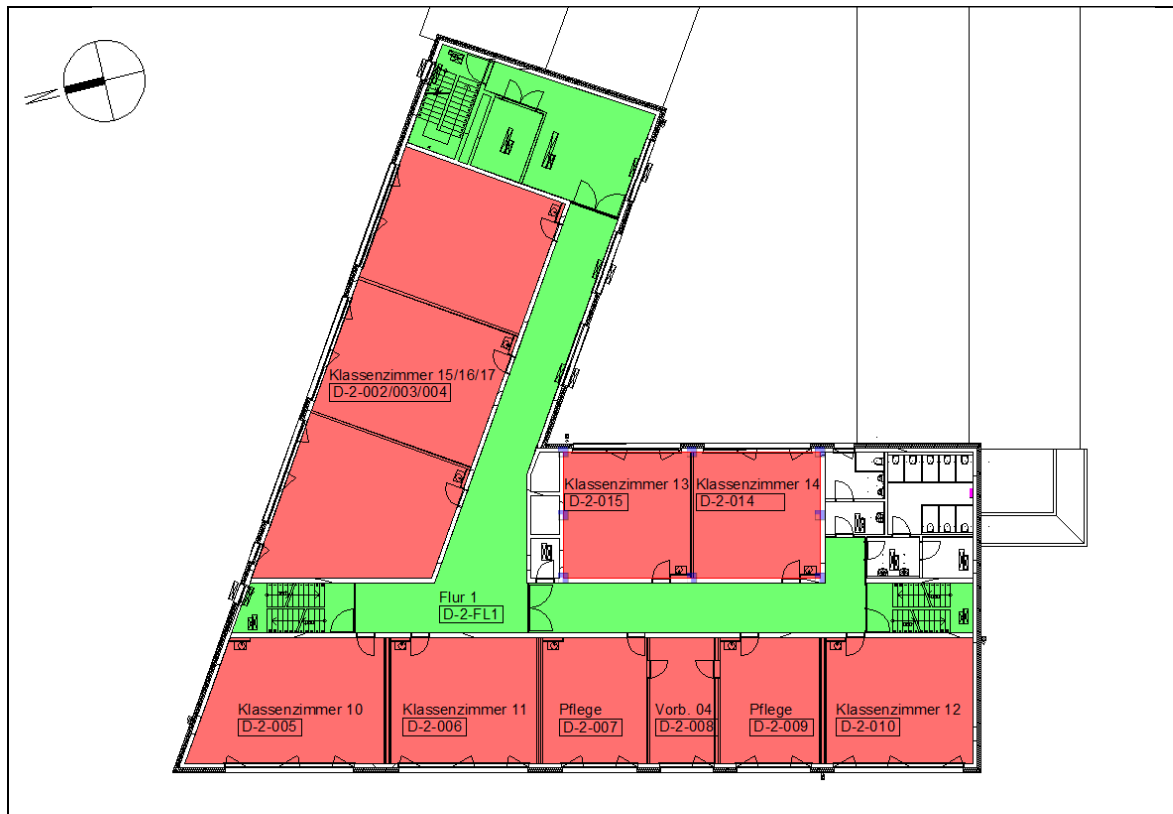 Klassenzimmer 15/16/17
D-2-002/003/004
Klassenzimmer 13
D-2-015
Klassenzimmer 14
D-2-014
Flur 1
D-2-FL1
Klassenzimmer 10
D-2-005
Klassenzimmer 11
D-2-006
Pflege
D-2-007
Vorb. 04
D-2-008
Pflege
D-2-009
Klassenzimmer 12
D-2-010